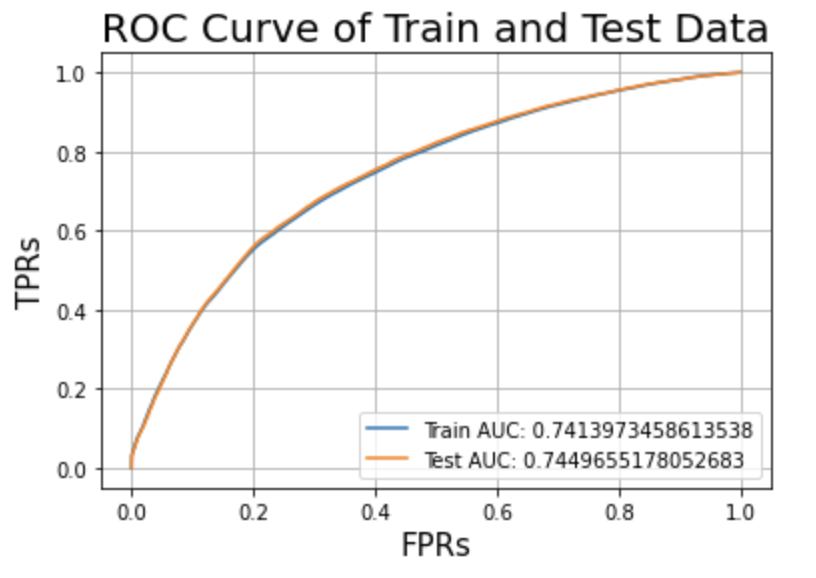 ROC Curve of Train and Test Data
1.0
0.8
0.6
0.4
0.2
0.0
TPRs
Train AUC: 0.7413973458613538
Test AUC: 0.7449655178052683
0.0 0.2 0.4 0.6 0.8 1.0
FPRs